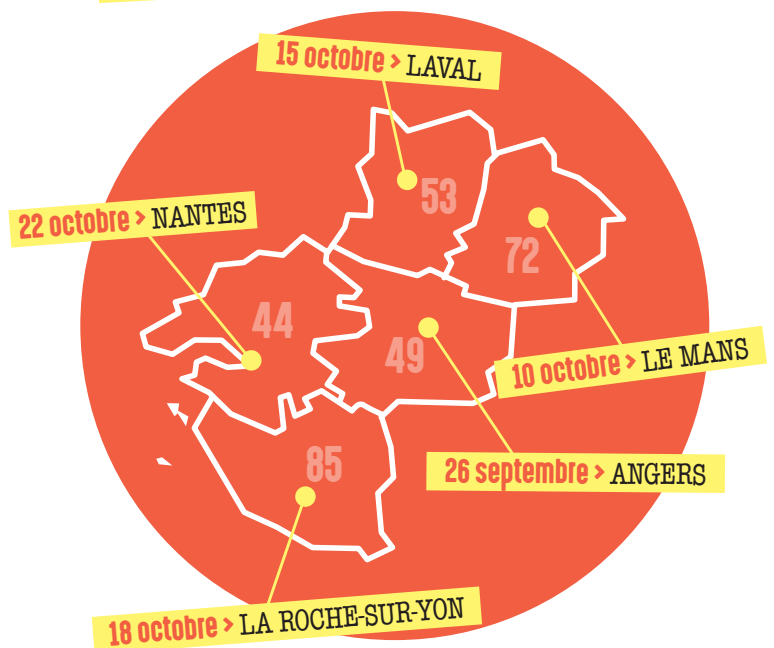 15 octobre > LAVAL
53
22 octobre > NANTES
72
44
49
10 octobre > LE MANS
85
26 septembre > ANGERS
18 octobre > LA ROCHE-SUR-YON